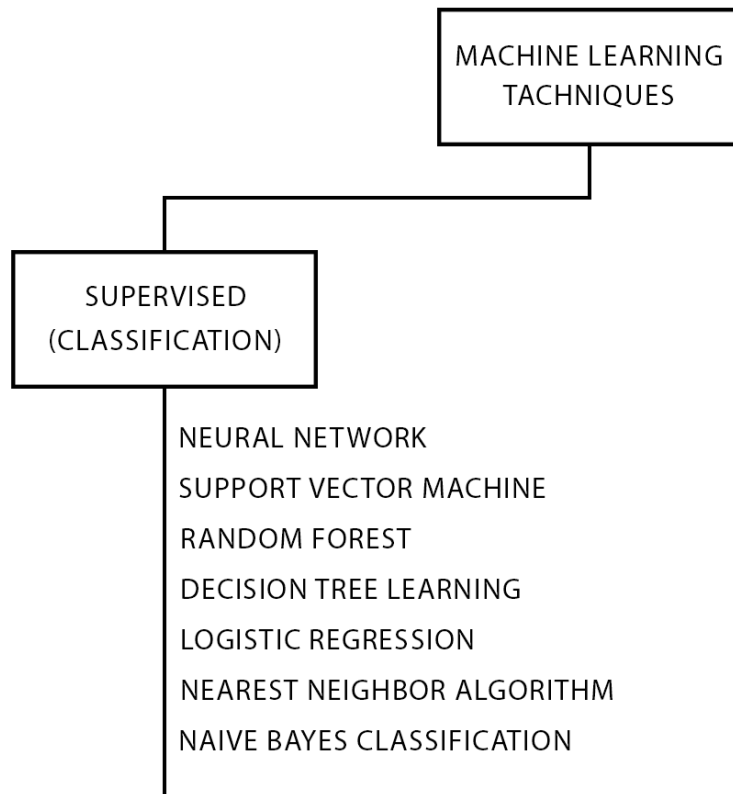 MACHINE LEARNING
TACHNIQUES
SUPERVISED
(CLASSIFICATION)
NEURAL NETWORK
SUPPORT VECTOR MACHINE
RANDOM FOREST
DECISION TREE LEARNING
LOGISTIC REGRESSION
NEAREST NEIGHBOR ALGORITHM
NAIVE BAYES CLASSIFICATION